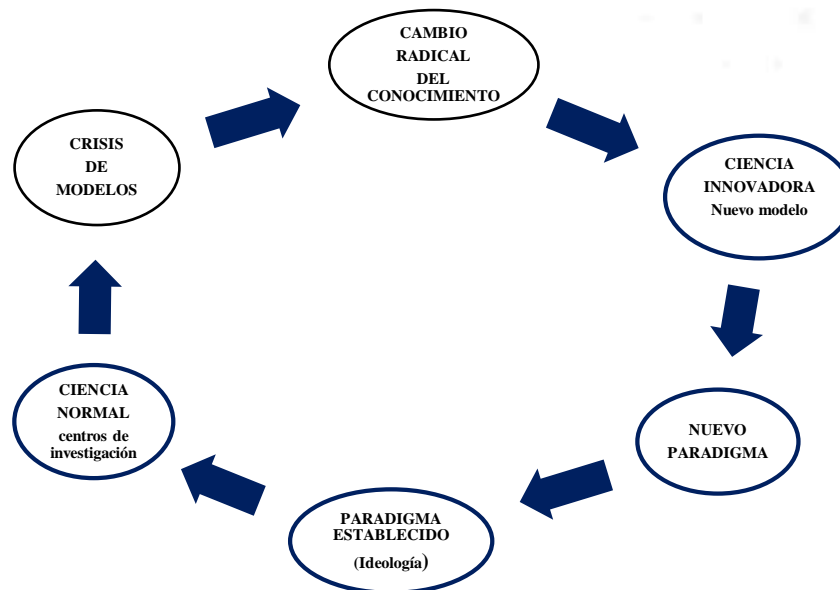 CAMBIO
RADICAL
DEL
CONOCIMIENTO
CIENCIA
INNOVADORA
Nuevo modelo
NUEVO
PARADIGMA
PARADIGMA
ESTABLECIDO
(Ideología)
CIENCIA
NORMAL
centros de
investigación
CRISIS
DE
MODELOS